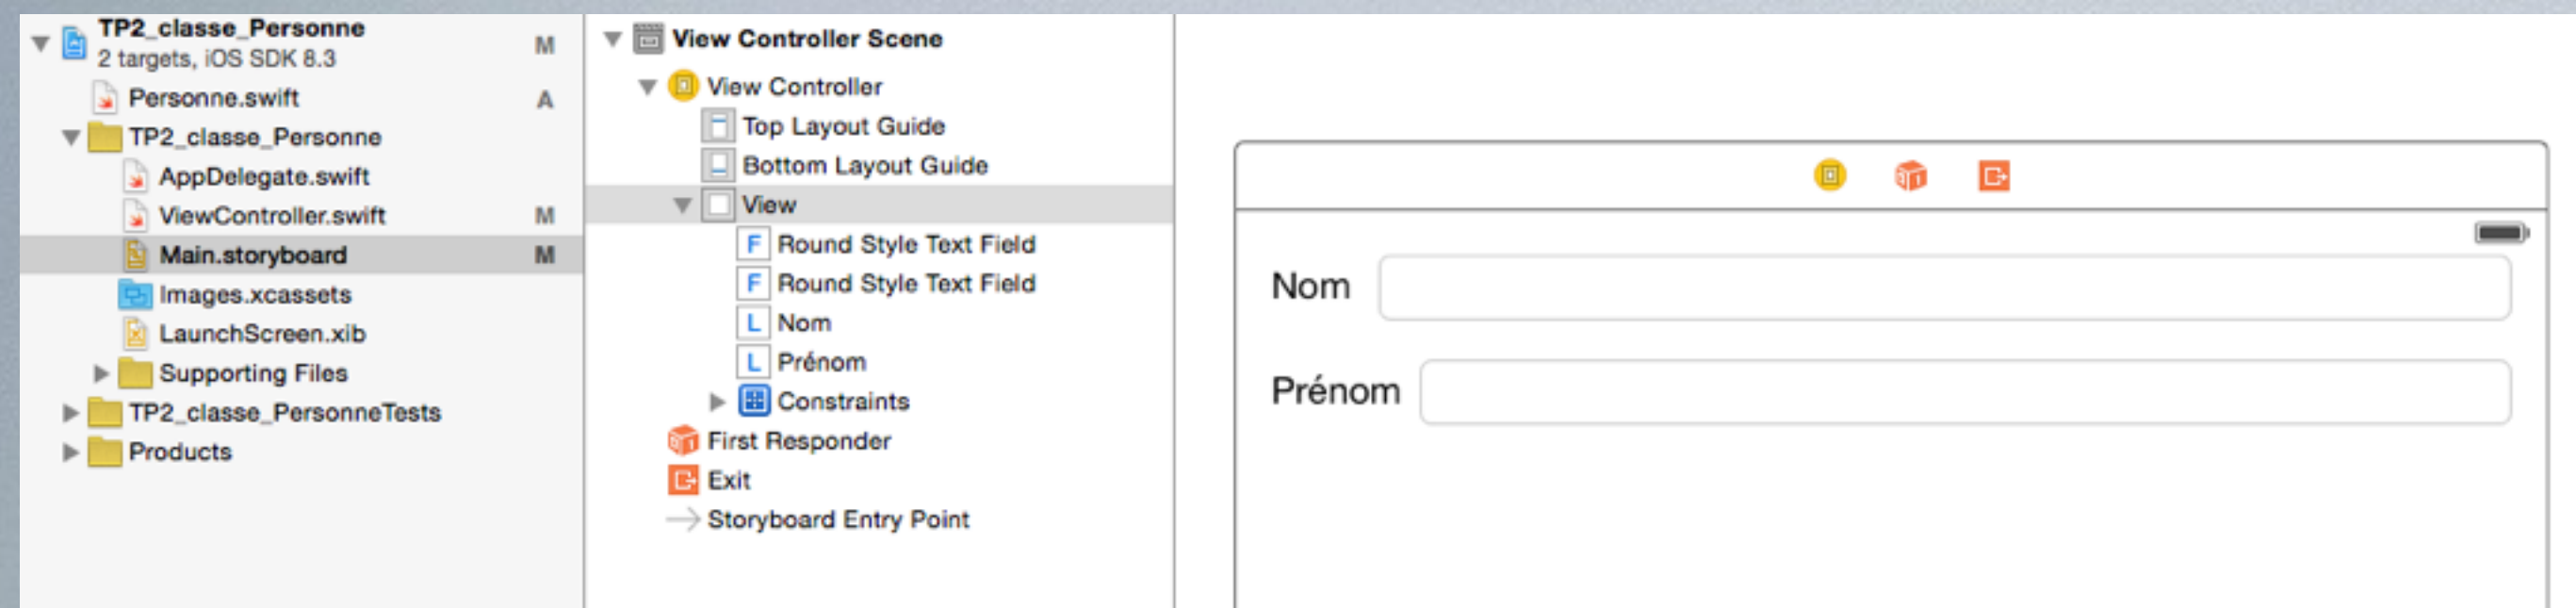 TP2_classe_Personne
M
2 targets, iOS SDK 8.3
Personne.swift
A
TP2_classe_Personne
AppDelegate.swift
ViewController.swift
M
Main.storyboard
M
Images.xcassets
LaunchScreen.xib
Supporting Files
TP2_classe_PersonneTests
Products
View Controller Scene
View Controller
Top Layout Guide
Bottom Layout Guide
View
F Round Style Text Field
F Round Style Text Field
L Nom
L Prénom
Constraints
First Responder
Exit
Storyboard Entry Point
Nom
Prénom